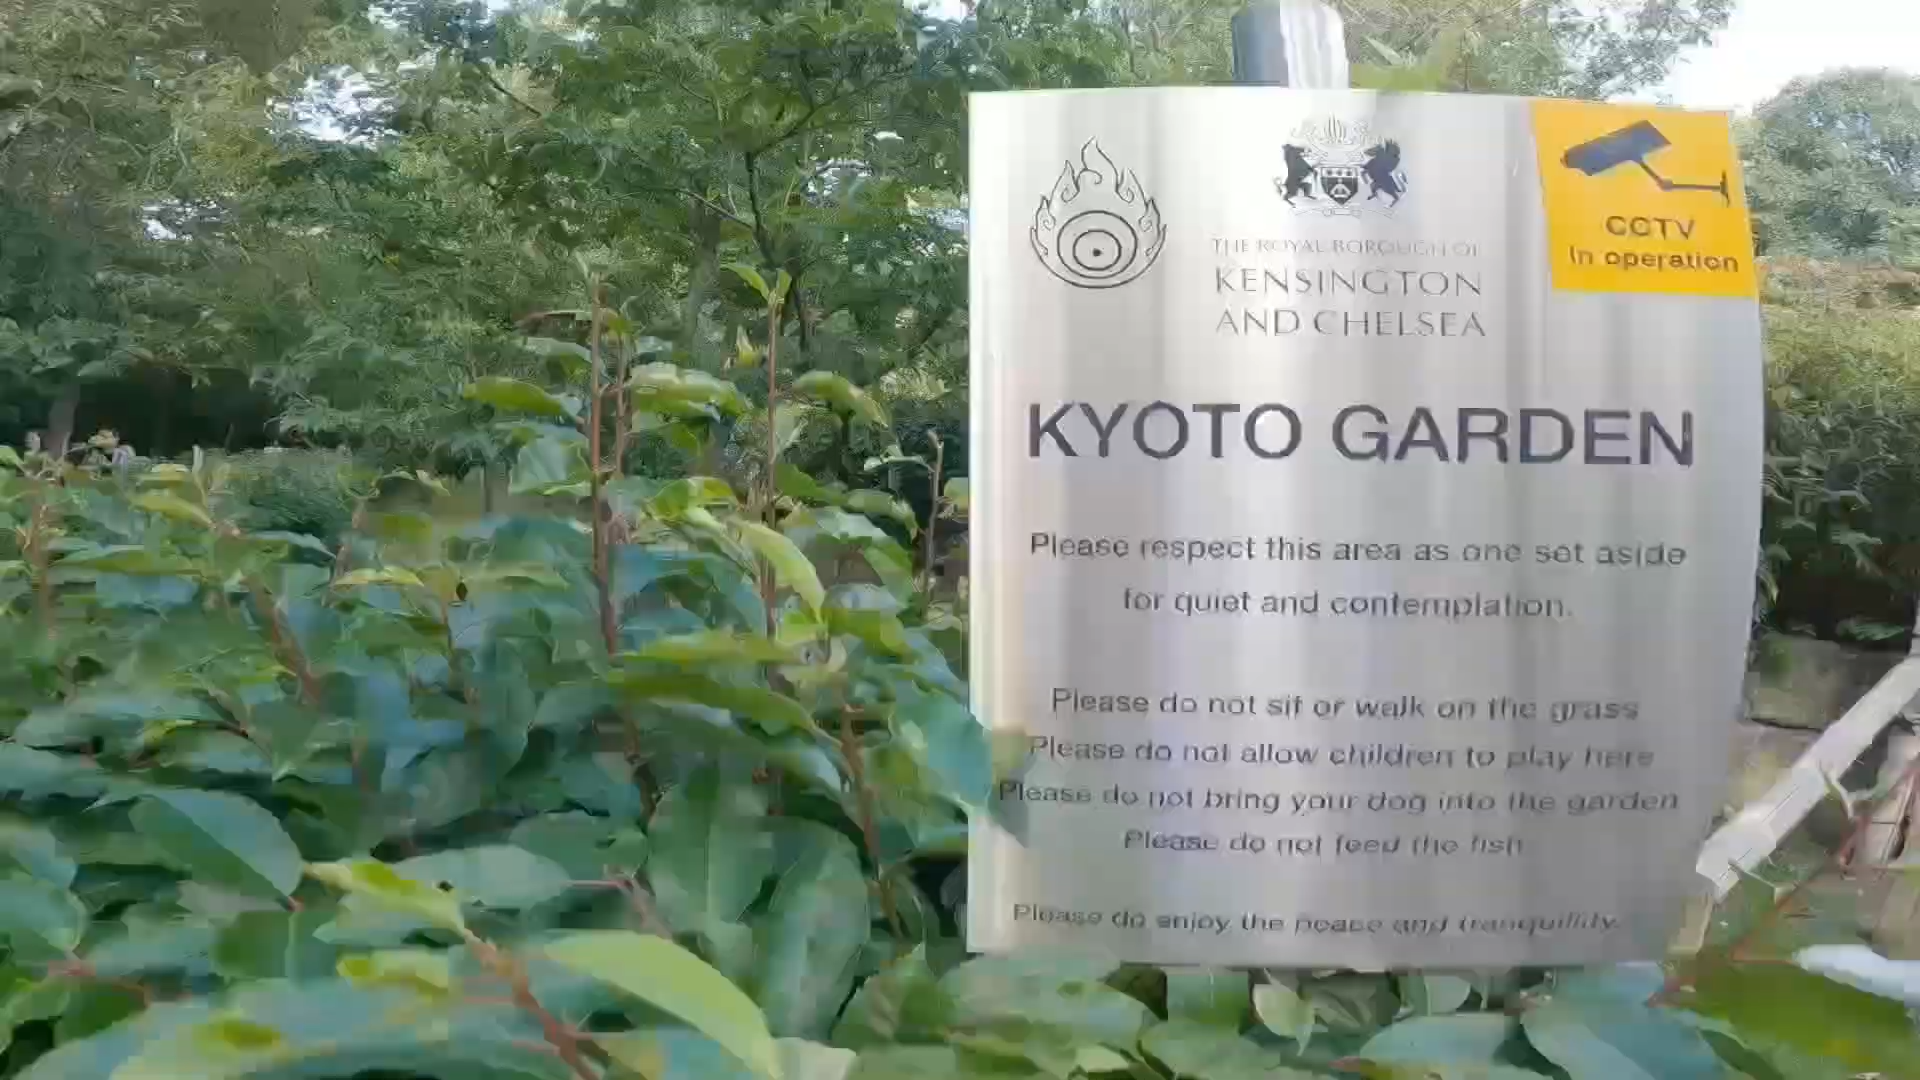 THE ROYAL BOROUGH OF
KENSINGTON
AND CHELSEA
CCTV
In operation
KYOTO GARDEN
Please respect this area as one set aside
for quiet and contemplation.
Please do not sit or walk on the grass
Please do not allow children to play here
Please do not bring your dog into the garden
Please do not feed the fish
Please do enjoy the peace and tranquillity.